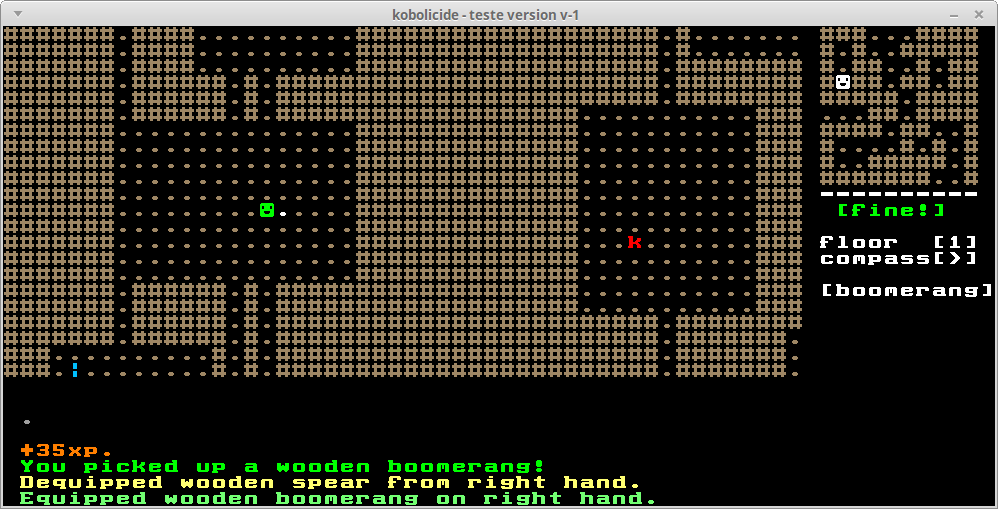 kobolicide - teste version v-1
k
[fine!]
floor [1]
compass[>]
[boomerang]
+35xp.
You picked up a wooden boomerang!
Dequipped wooden spear from right hand.
Equipped wooden boomerang on right hand.